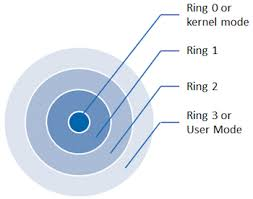 Ring 0 or
kernel mode
Ring 1
Ring 2
Ring 3 or
User Mode